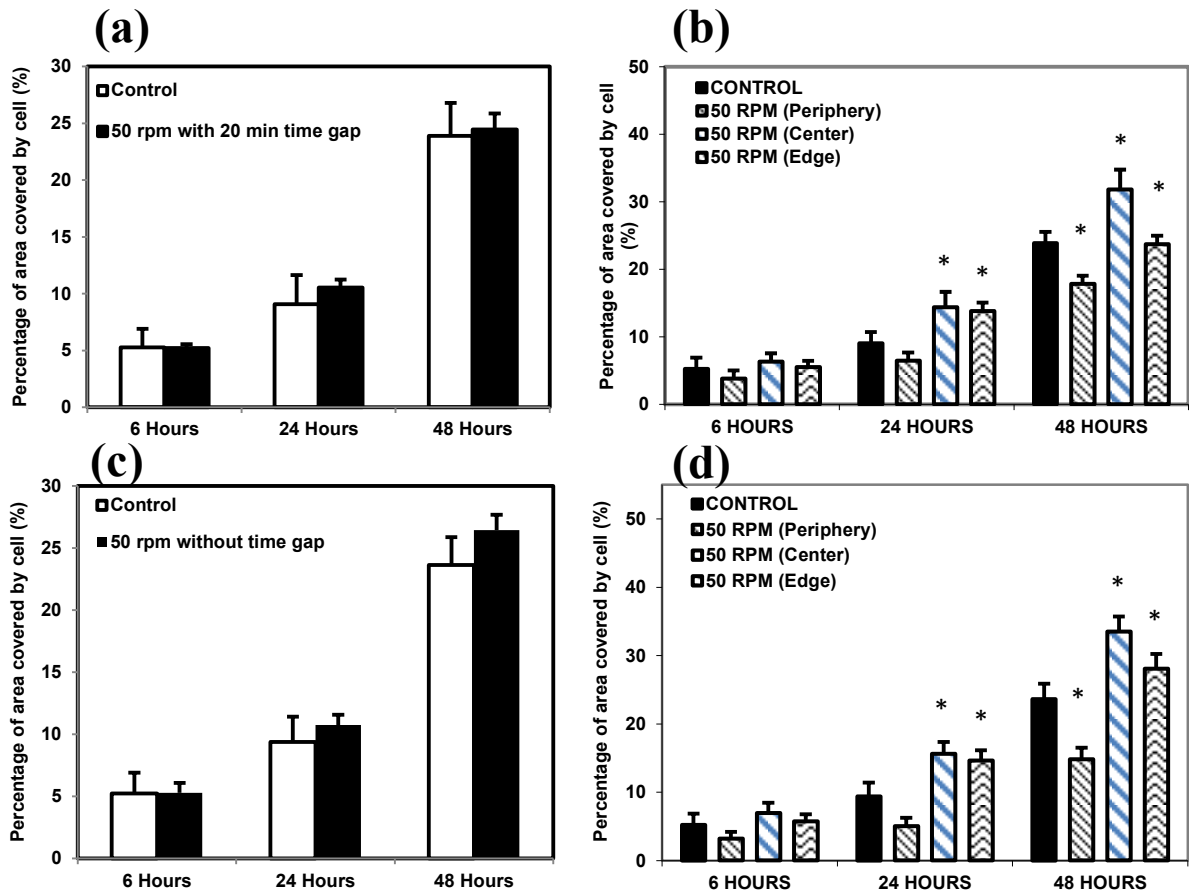 (a)
Percentage of area covered by cell (%)
30
25
20
15
10
5
0
Control
50 rpm with 20 min time gap
6 Hours
24 Hours
48 Hours
(b)
Percentage of area covered by cell
(%)
50
40
30
20
10
0
CONTROL
50 RPM (Periphery)
50 RPM (Center)
50 RPM (Edge)
*
*
*
*
*
6 HOURS
24 HOURS
48 HOURS
(c)
Percentage of area covered by cell (%)
30
25
20
15
10
5
0
Control
50 rpm without time gap
6 Hours
24 Hours
48 Hours
(d)
Percentage of area covered by cell (%)
50
40
30
20
10
0
CONTROL
50 RPM (Periphery)
50 RPM (Center)
50 RPM (Edge)
*
*
*
*
*
6 HOURS
24 HOURS
48 HOURS